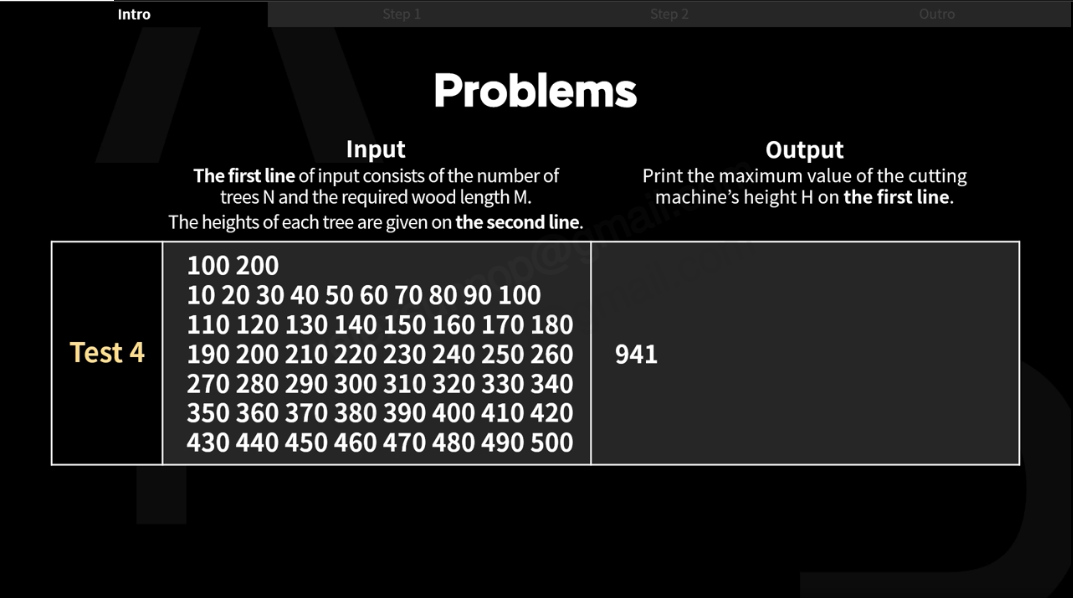 Intro
Step 1
Step 2
Outro
Problems
Input
The first line of input consists of the number of
trees N and the required wood length M.
The heights of each tree are given on the second line.
Output
Print the maximum value of the cutting
machine’s height H on the first line.
Test 4
100 200
10 20 30 40 50 60 70 80 90 100
110 120 130 140 150 160 170 180
190 200 210 220 230 240 250 260
270 280 290 300 310 320 330 340
350 360 370 380 390 400 410 420
430 440 450 460 470 480 490 500
941